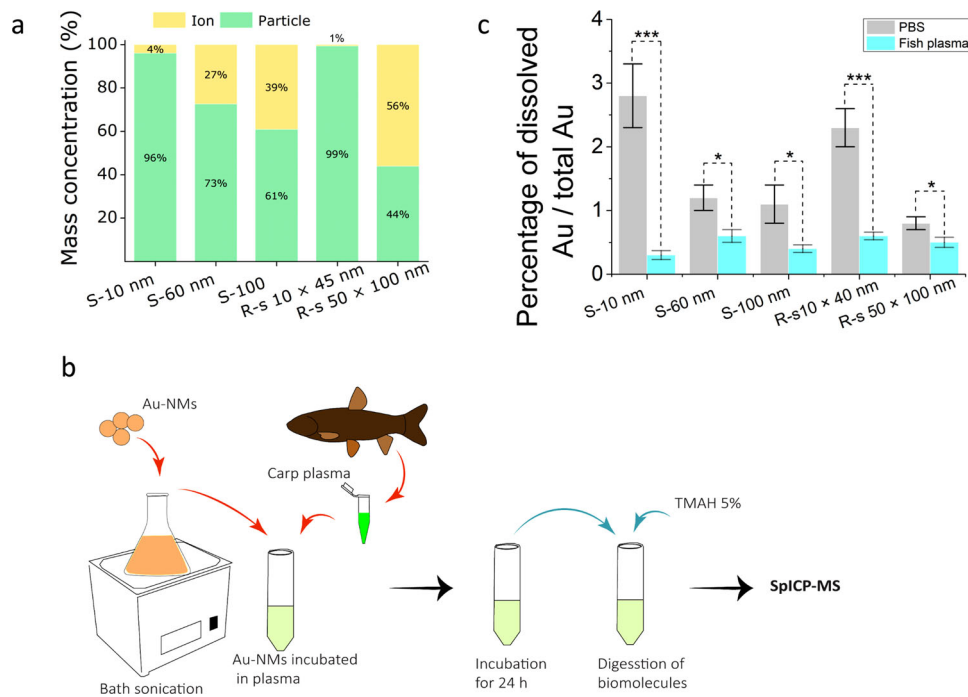 a
Ion
Particle
Mass concentration (%)
100
80
60
40
20
4%
96%
27%
73%
39%
61%
1%
99%
56%
44%
S-10 nm
S-60 nm
S-100
R-s 10 × 45 nm
R-s 50 × 100 nm
c
PBS
Fish plasma
Percentage of dissolved
Au / total Au
4
3
2
1
0
***
*
*
***
*
S-10 nm
S-60 nm
S-100 nm
R-s10 × 40 nm
R-s 50 × 100 nm
b
Au-NMs
Carp plasma
TMAH 5%
SpICP-MS
Bath sonication
Au-NMs incubated
in plasma
Incubation
for 24 h
Digesstion of
biomolecules